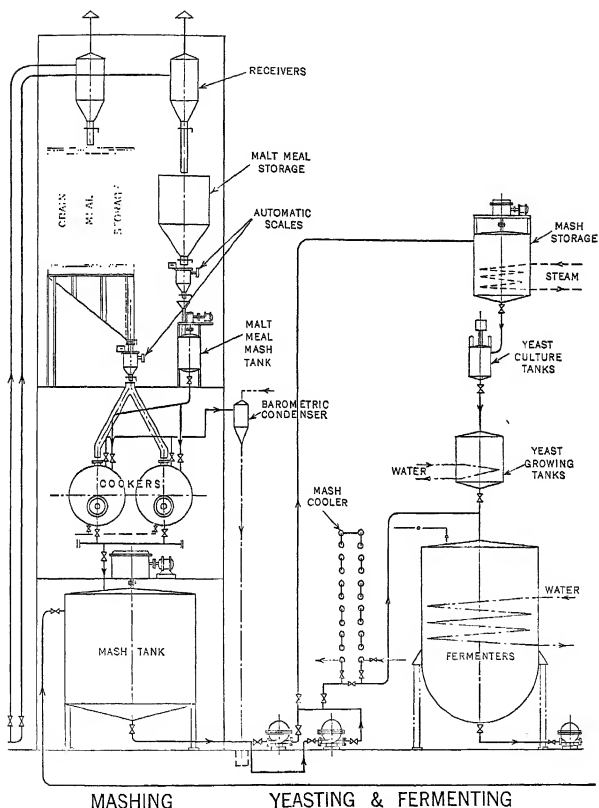 RECEIVERS
MALT MEAL
STORAGE
AUTOMATIC
SCALES
GRAIN
MEAL
STORAGE
MALT
MEAL
MASH
TANK
BAROMETRIC
CONDENSER
COOKERS
MASH TANK
MASH
STORAGE
STEAM
YEAST
CULTURE
TANKS
YEAST
GROWING
TANKS
WATER
MASH
COOLER
WATER
FERMENTERS
MASHING
YEASTING & FERMENTING